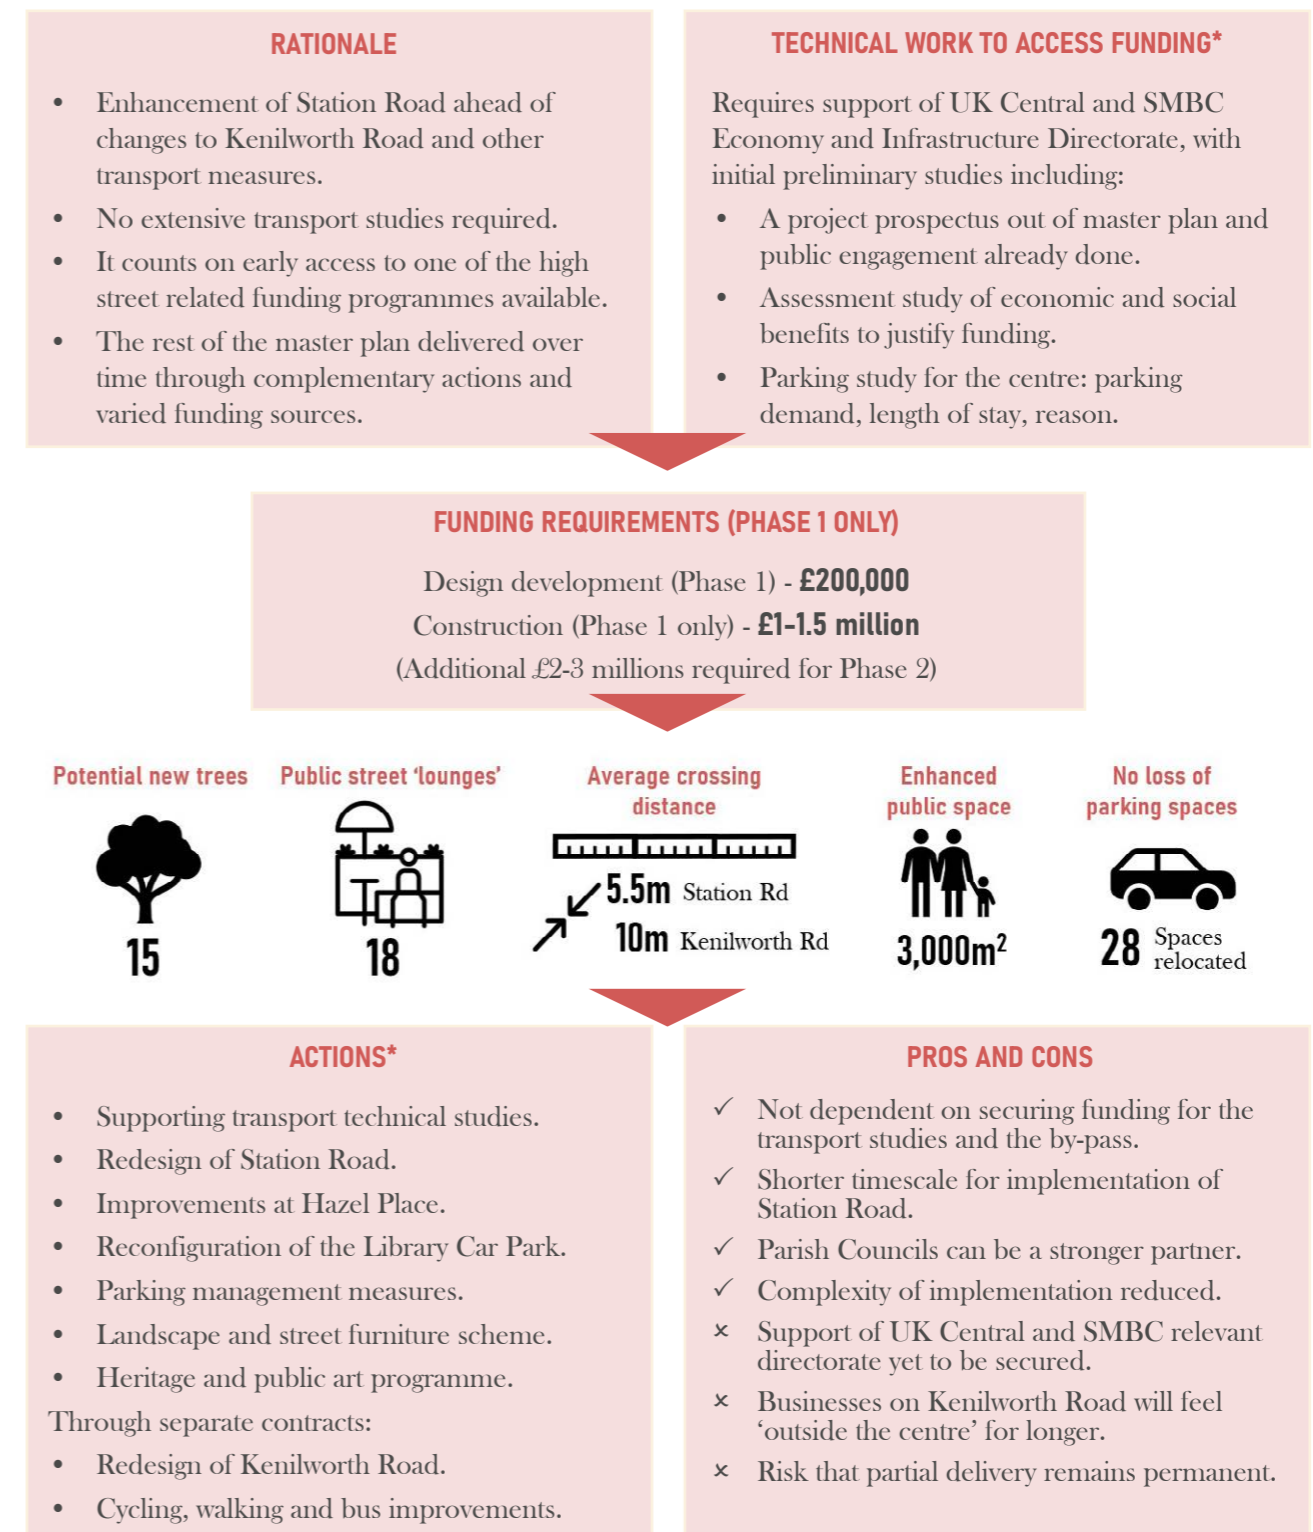 RATIONALE
• Enhancement of Station Road ahead of
changes to Kenilworth Road and other
transport measures.
• No extensive transport studies required.
• It counts on early access to one of the high
street related funding programmes available.
• The rest of the master plan delivered over
time through complementary actions and
varied funding sources.
TECHNICAL WORK TO ACCESS FUNDING*
Requires support of UK Central and SMBC
Economy and Infrastructure Directorate, with
initial preliminary studies including:
• A project prospectus out of master plan and
public engagement already done.
• Assessment study of economic and social
benefits to justify funding.
• Parking study for the centre: parking
demand, length of stay, reason.
FUNDING REQUIREMENTS (PHASE 1 ONLY)
Design development (Phase 1) - £200,000
Construction (Phase 1 only) - £1-1.5 million
(Additional £2-3 millions required for Phase 2)
Potential new trees
15
Public street ‘lounges’
18
Average crossing
distance
5.5m Station Rd
10m Kenilworth Rd
Enhanced
public space
3,000m²
No loss of
parking spaces
28 Spaces
relocated
ACTIONS*
• Supporting transport technical studies.
• Redesign of Station Road.
• Improvements at Hazel Place.
• Reconfiguration of the Library Car Park.
• Parking management measures.
• Landscape and street furniture scheme.
• Heritage and public art programme.
Through separate contracts:
• Redesign of Kenilworth Road.
• Cycling, walking and bus improvements.
PROS AND CONS
✓ Not dependent on securing funding for the
transport studies and the by-pass.
✓ Shorter timescale for implementation of
Station Road.
✓ Parish Councils can be a stronger partner.
✓ Complexity of implementation reduced.
× Support of UK Central and SMBC relevant
directorate yet to be secured.
× Businesses on Kenilworth Road will feel
‘outside the centre’ for longer.
× Risk that partial delivery remains permanent.